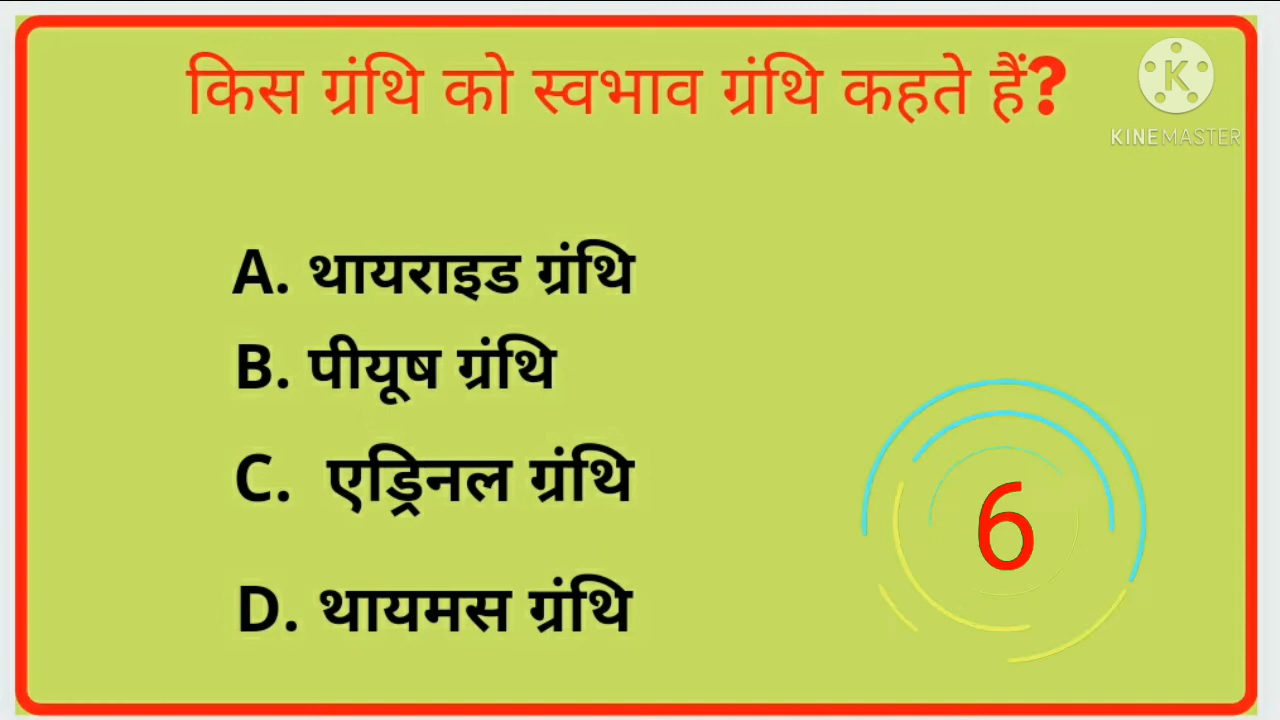 किस ग्रंथि को स्वभाव ग्रंथि कहते हैं?
KINEMASTER
A. थायराइड ग्रंथि
B. पीयूष ग्रंथि
C. एड्रिनल ग्रंथि
D. थायमस ग्रंथि
6